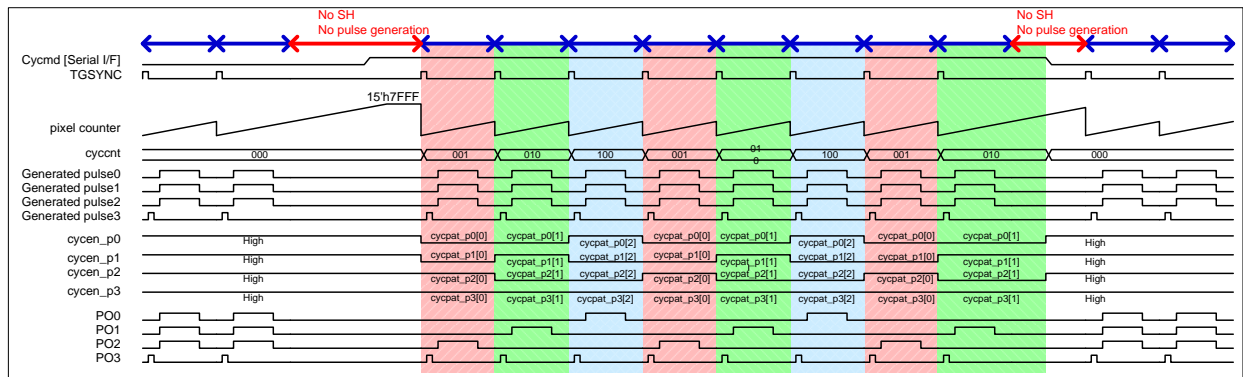 No SH
No pulse generation
No SH
No pulse generation
Cycmd [Serial I/F]
TGSYNC
15'h7FFF
pixel counter
cyccnt 000 001 010 100 001 010 100 001 010 000
Generated pulse0
Generated pulse1
Generated pulse2
Generated pulse3
cycen_p0 High cycpat_p0[0] cycpat_p0[1] cycpat_p0[2] cycpat_p0[0] cycpat_p0[1] cycpat_p0[2] cycpat_p0[0] cycpat_p0[1] High
cycen_p1 High cycpat_p1[0] cycpat_p1[1] cycpat_p1[2] cycpat_p1[0] cycpat_p1[1] cycpat_p1[2] cycpat_p1[0] cycpat_p1[1] High
cycen_p2 High cycpat_p2[0] cycpat_p2[1] cycpat_p2[2] cycpat_p2[0] cycpat_p2[1] cycpat_p2[2] cycpat_p2[0] cycpat_p2[1] High
cycen_p3 High cycpat_p3[0] cycpat_p3[1] cycpat_p3[2] cycpat_p3[0] cycpat_p3[1] cycpat_p3[2] cycpat_p3[0] cycpat_p3[1] High
PO0
PO1
PO2
PO3